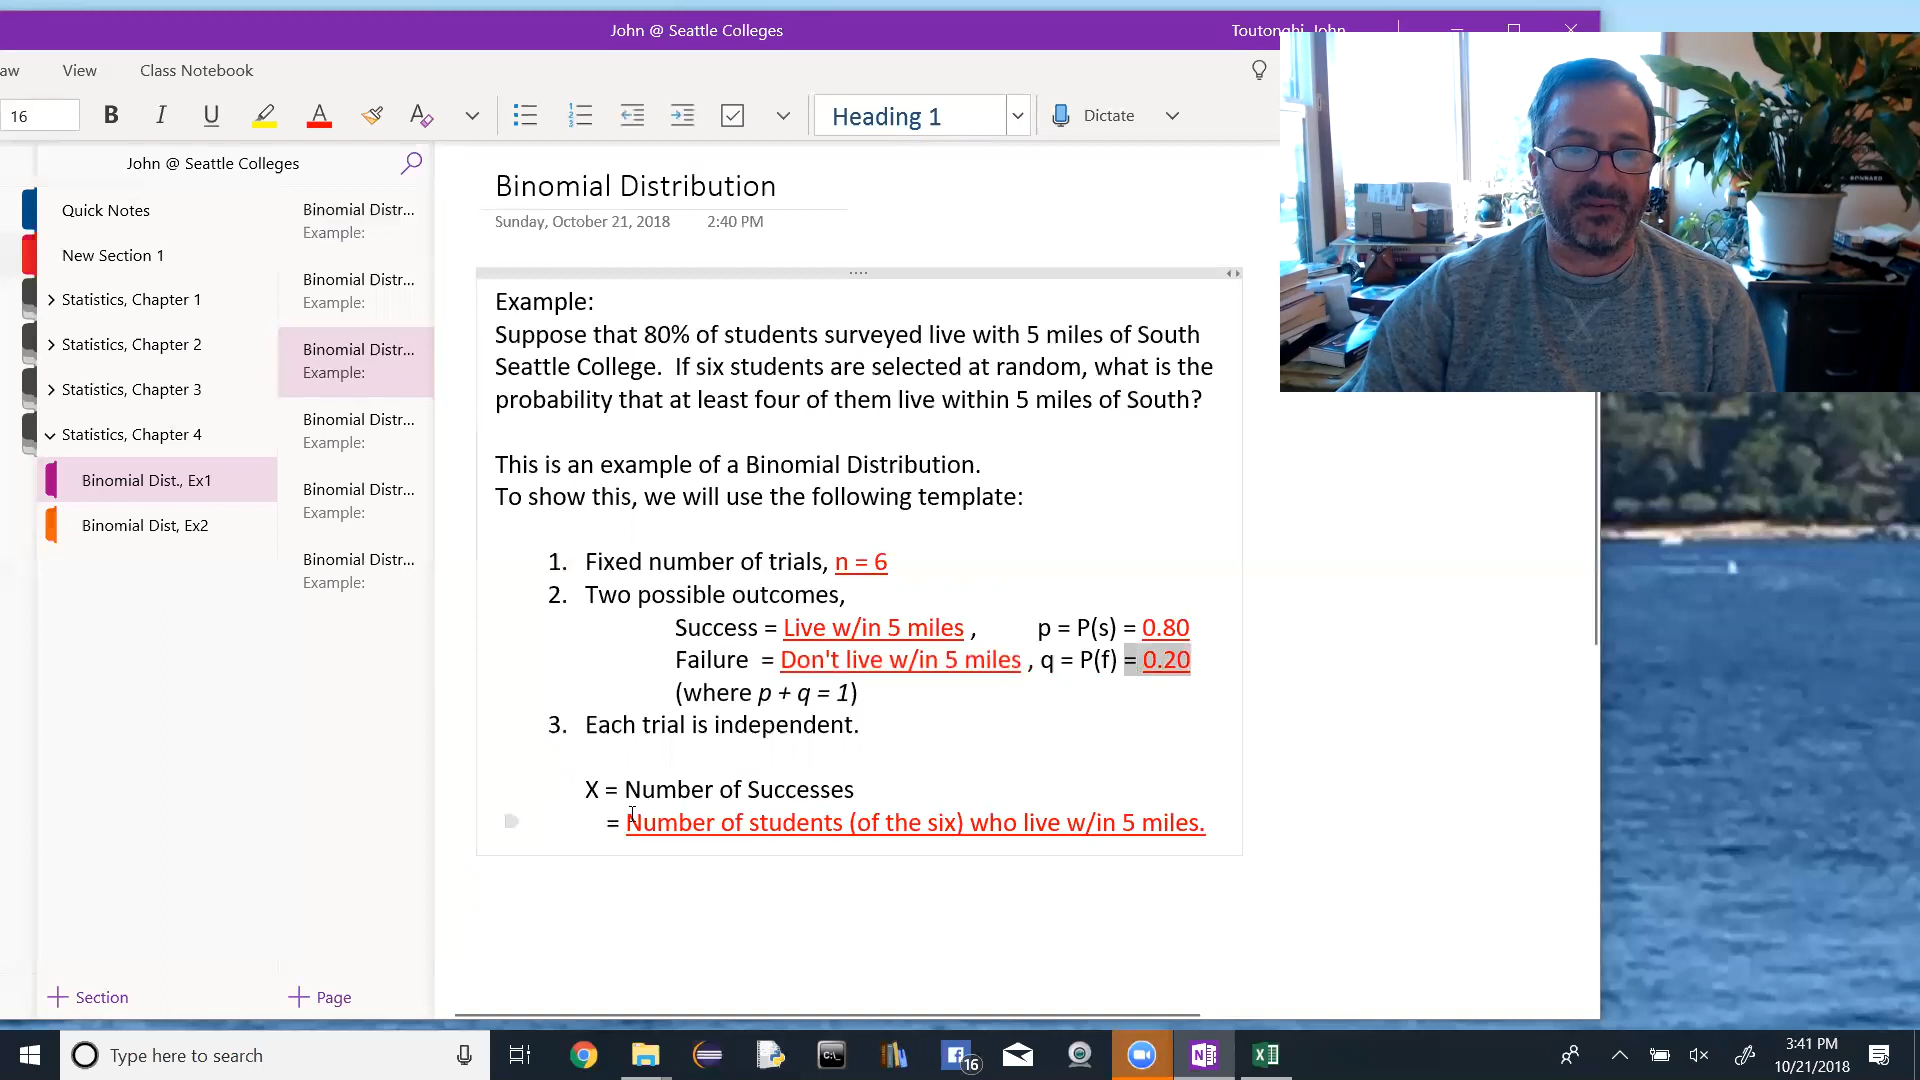 John @ Seattle Colleges
Toutonghi, John
aw
View
Class Notebook
16
B
I
U
A
A
Heading 1
Dictate
John @ Seattle Colleges
Quick Notes
New Section 1
Statistics, Chapter 1
Statistics, Chapter 2
Statistics, Chapter 3
Statistics, Chapter 4
Binomial Dist., Ex1
Binomial Dist, Ex2
Section
Binomial Distr...
Example:
Binomial Distr...
Example:
Binomial Distr...
Example:
Binomial Distr...
Example:
Binomial Distr...
Example:
Binomial Distr...
Example:
Page
Binomial Distribution
Sunday, October 21, 2018 2:40 PM
Example:
Suppose that 80% of students surveyed live with 5 miles of South
Seattle College. If six students are selected at random, what is the
probability that at least four of them live within 5 miles of South?
This is an example of a Binomial Distribution.
To show this, we will use the following template:
1. Fixed number of trials, n = 6
2. Two possible outcomes,
Success = Live w/in 5 miles , p = P(s) = 0.80
Failure = Don't live w/in 5 miles , q = P(f) = 0.20
(where p + q = 1)
3. Each trial is independent.
X = Number of Successes
= Number of students (of the six) who live w/in 5 miles.
Type here to search
16
3:41 PM
10/21/2018